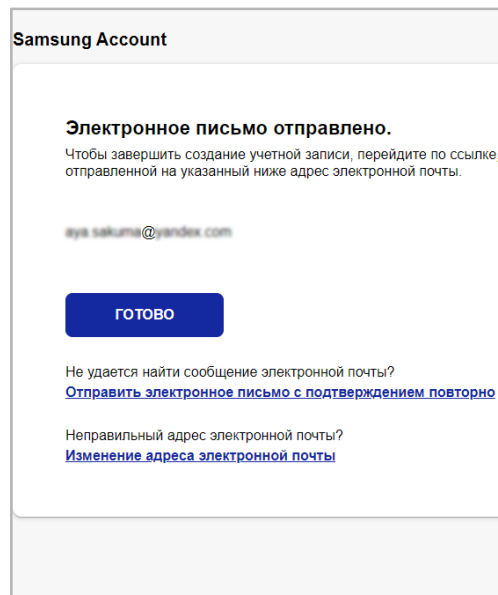 Samsung Account
Электронное письмо отправлено.
Чтобы завершить создание учетной записи, перейдите по ссылке,
отправленной на указанный ниже адрес электронной почты.
@
ГОТОВО
Не удается найти сообщение электронной почты?
Отправить электронное письмо с подтверждением повторно
Неправильный адрес электронной почты?
Изменение адреса электронной почты